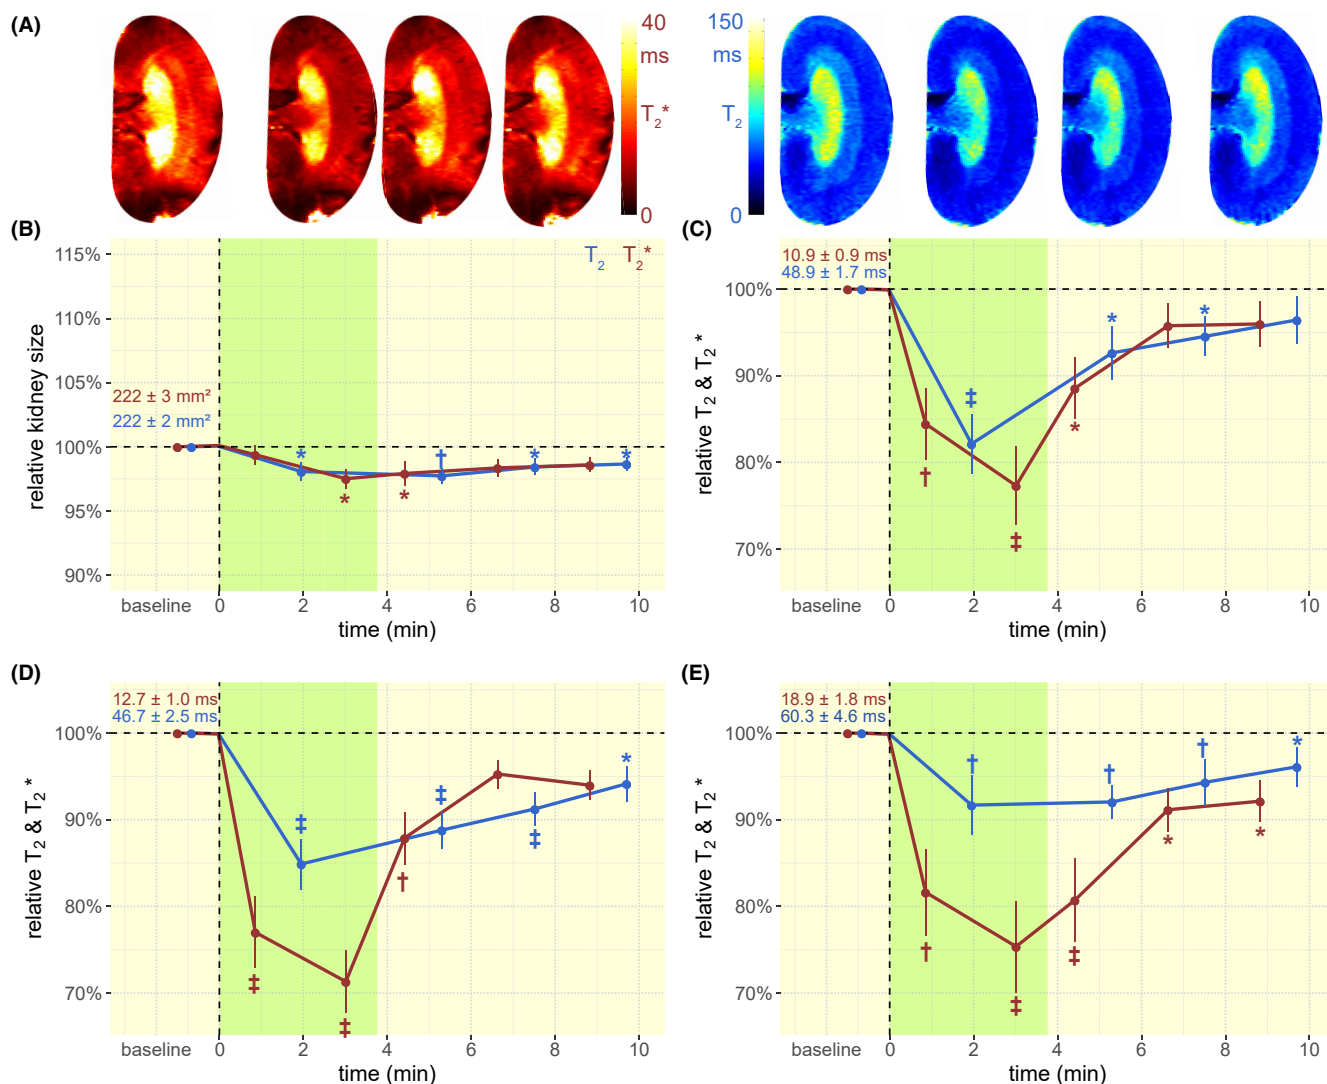 (A)
40
ms
T2*
0
150
ms
T2
0
(B)
115%
110%
105%
100%
95%
90%
relative kidney size
T2 T2*
222 ± 3 mm²
222 ± 2 mm²
* † * *
* *
baseline 0 2 4 6 8 10
time (min)
(C)
100%
90%
80%
70%
relative T2 & T2 *
10.9 ± 0.9 ms
48.9 ± 1.7 ms
* *
‡
*
†
‡
baseline 0 2 4 6 8 10
time (min)
(D)
100%
90%
80%
70%
relative T2 & T2 *
12.7 ± 1.0 ms
46.7 ± 2.5 ms
*
‡
‡ ‡
†
‡
‡
baseline 0 2 4 6 8 10
time (min)
(E)
100%
90%
80%
70%
relative T2 & T2 *
18.9 ± 1.8 ms
60.3 ± 4.6 ms
† † † *
* *
† ‡
‡
baseline 0 2 4 6 8 10
time (min)